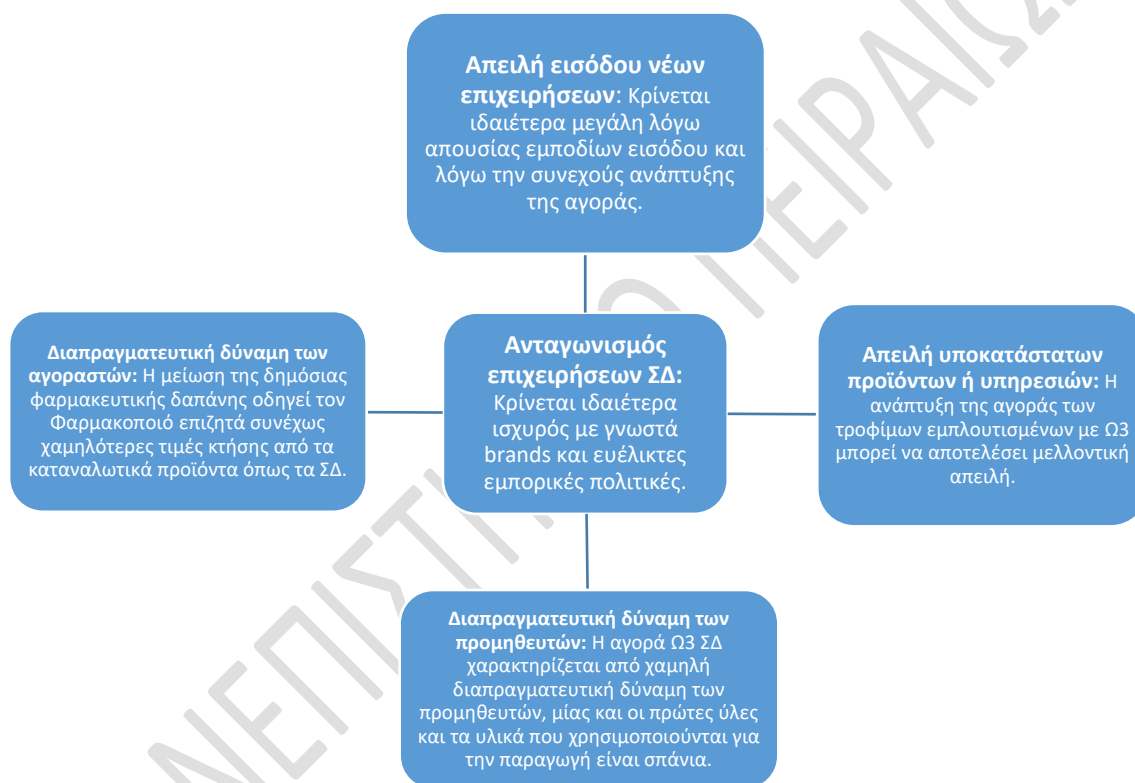 Απειλή εισόδου νέων
επιχειρήσεων: Κρίνεται
ιδαιέτερα μεγάλη λόγω
απουσίας εμποδίων εισόδου και
λόγω την συνεχούς ανάπτυξης
της αγοράς.
Διαπραγματευτική δύναμη των
αγοραστών: Η μείωση της δημόσιας
φαρμακευτικής δαπάνης οδηγεί τον
Φαρμακοποιό επιζητά συνέχως
χαμηλότερες τιμές κτήσης από τα
καταναλωτικά προϊόντα όπως τα ΣΔ.
Ανταγωνισμός
επιχειρήσεων ΣΔ:
Κρίνεται ιδαιέτερα
ισχυρός με γνωστά
brands και ευέλικτες
εμπορικές πολιτικές.
Απειλή υποκατάστατων
προϊόντων ή υπηρεσιών: Η
ανάπτυξη της αγοράς των
τροφίμων εμπλουτισμένων με Ω3
μπορεί να αποτελέσει μελλοντική
απειλή.
Διαπραγματευτική δύναμη των
προμηθευτών: Η αγορά Ω3 ΣΔ
χαρακτηρίζεται από χαμηλή
διαπραγματευτική δύναμη των
προμηθευτών, μίας και οι πρώτες ύλες
και τα υλικά που χρησιμοποιούνται για
την παραγωγή είναι σπάνια.